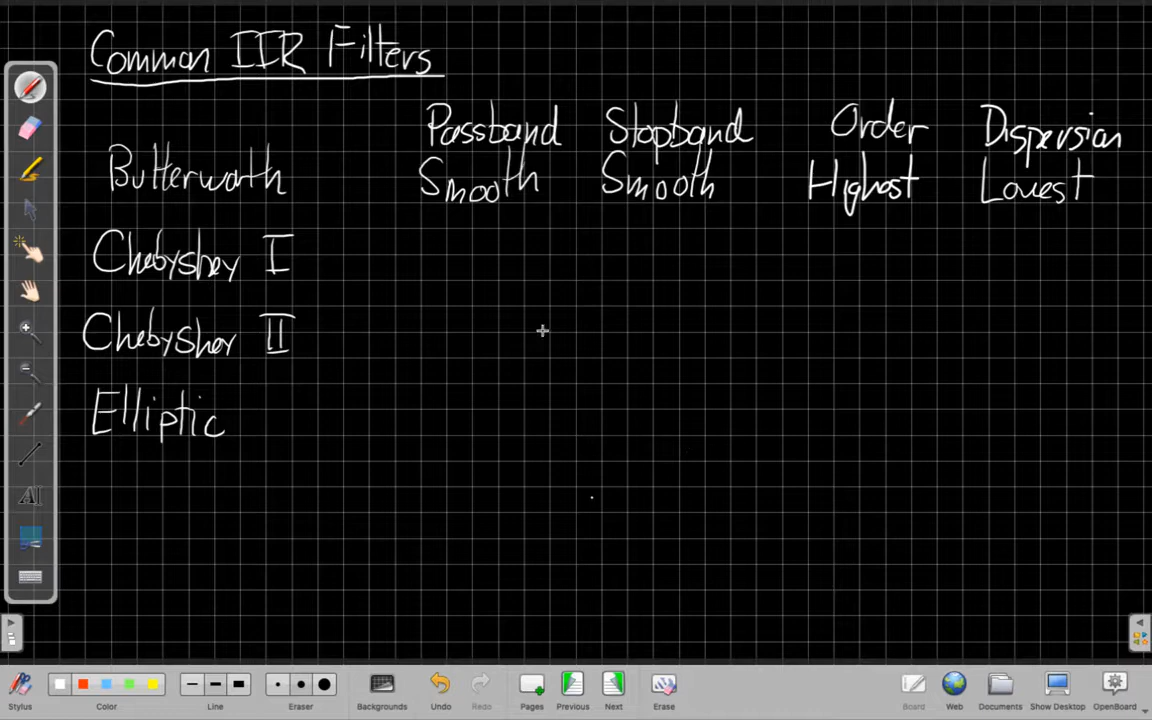 Common IIR Filters
Passband Stopband Order Dispersion
Butterworth Smooth Smooth Highest Lowest
Chebyshev I
Chebyshev II
Elliptic
Stylus Color Line Eraser Backgrounds Undo Redo Pages Previous Next Erase Board Web Documents Show Desktop OpenBoard